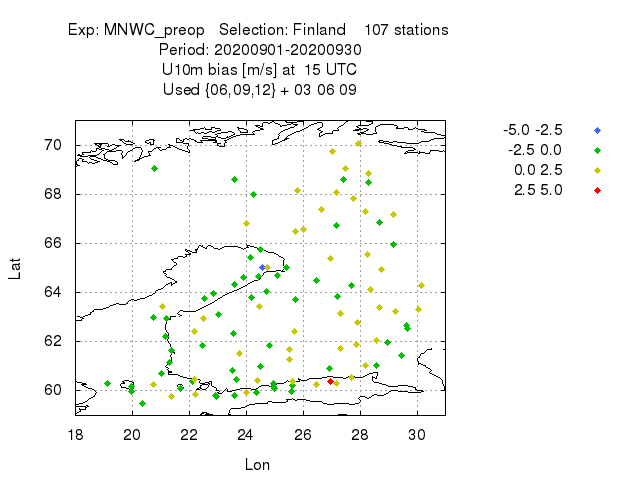 Exp: MNWC_preop   Selection: Finland    107 stations
Period: 20200901-20200930
U10m bias [m/s] at  15 UTC
Used {06,09,12} + 03 06 09
-5.0 -2.5
-2.5 0.0
0.0 2.5
2.5 5.0
70
68
66
64
62
60
Lat
18 20 22 24 26 28 30
Lon